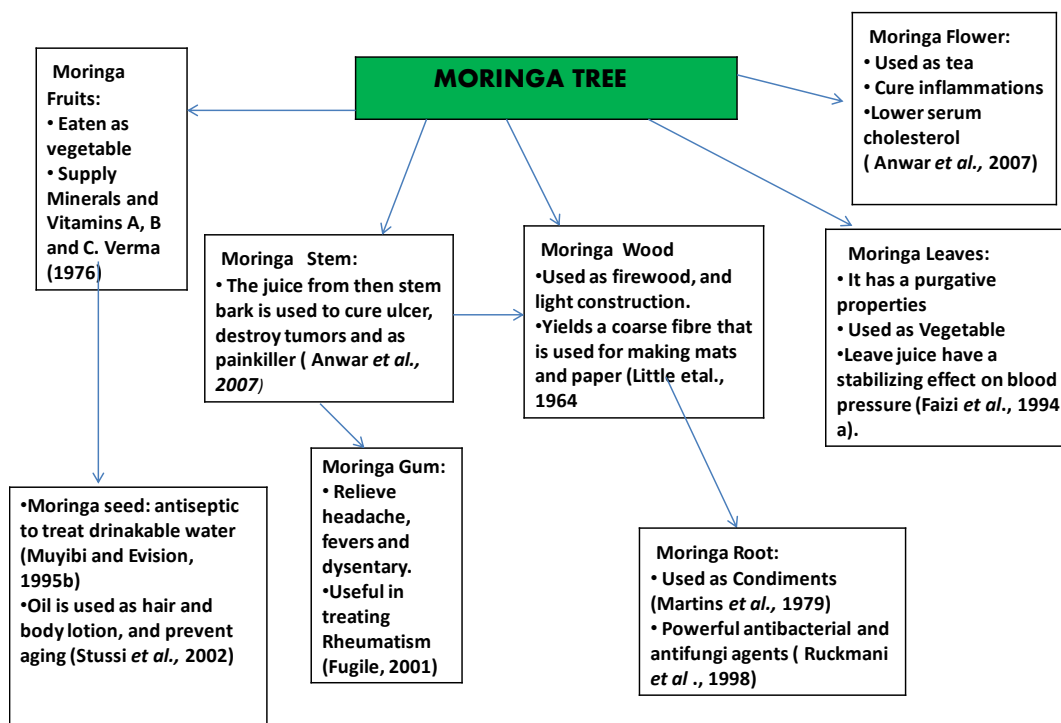 MORINGA TREE
Moringa
Fruits:
• Eaten as
vegetable
• Supply
Minerals and
Vitamins A, B
and C. Verma
(1976)
Moringa Flower:
• Used as tea
• Cure inflammations
•Lower serum
cholesterol
( Anwar et al., 2007)
Moringa Stem:
• The juice from then stem
bark is used to cure ulcer,
destroy tumors and as
painkiller ( Anwar et al.,
2007)
Moringa Wood
•Used as firewood, and
light construction.
•Yields a coarse fibre that
is used for making mats
and paper (Little etal.,
1964
Moringa Leaves:
• It has a purgative
properties
• Used as Vegetable
•Leave juice have a
stabilizing effect on blood
pressure (Faizi et al., 1994
a).
•Moringa seed: antiseptic
to treat drinakable water
(Muyibi and Evision,
1995b)
•Oil is used as hair and
body lotion, and prevent
aging (Stussi et al., 2002)
Moringa Gum:
• Relieve
headache,
fevers and
dysentary.
•Useful in
treating
Rheumatism
(Fugile, 2001)
Moringa Root:
• Used as Condiments
(Martins et al., 1979)
• Powerful antibacterial and
antifungi agents ( Ruckmani
et al ., 1998)